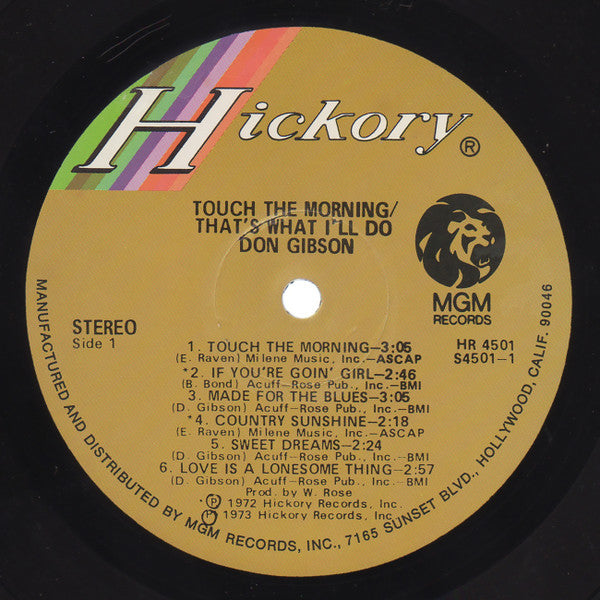 Hickory®
TOUCH THE MORNING/
THAT'S WHAT I'LL DO
DON GIBSON
MGM
RECORDS
STEREO
Side 1
HR 4501
S4501-1
1. TOUCH THE MORNING—3:05
(E. Raven) Milene Music, Inc.—ASCAP
*2. IF YOU'RE GOIN' GIRL—2:46
(B. Bond) Acuff-Rose Pub., Inc.—BMI
3. MADE FOR THE BLUES—3:05
(D. Gibson) Acuff-Rose Pub., Inc.—BMI
*4. COUNTRY SUNSHINE—2:18
(E. Raven) Milene Music, Inc.—ASCAP
5. SWEET DREAMS—2:24
(D. Gibson) Acuff-Rose Pub., Inc.—BMI
6. LOVE IS A LONESOME THING—2:57
(D. Gibson) Acuff-Rose Pub., Inc.—BMI
Prod. by W. Rose
*℗ 1972 Hickory Records, Inc.
℗ 1973 Hickory Records, Inc.
MANUFACTURED AND DISTRIBUTED BY MGM RECORDS, INC., 7165 SUNSET BLVD., HOLLYWOOD, CALIF. 90046